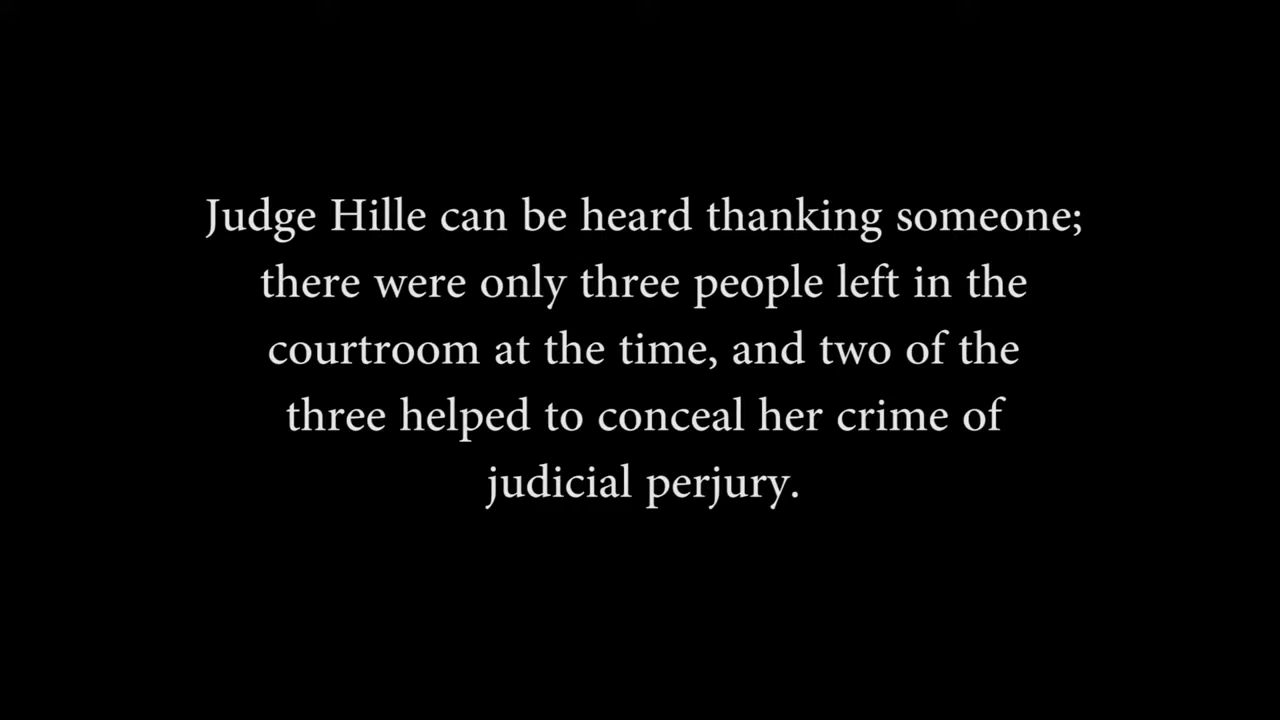 Judge Hille can be heard thanking someone;
there were only three people left in the
courtroom at the time, and two of the
three helped to conceal her crime of
judicial perjury.